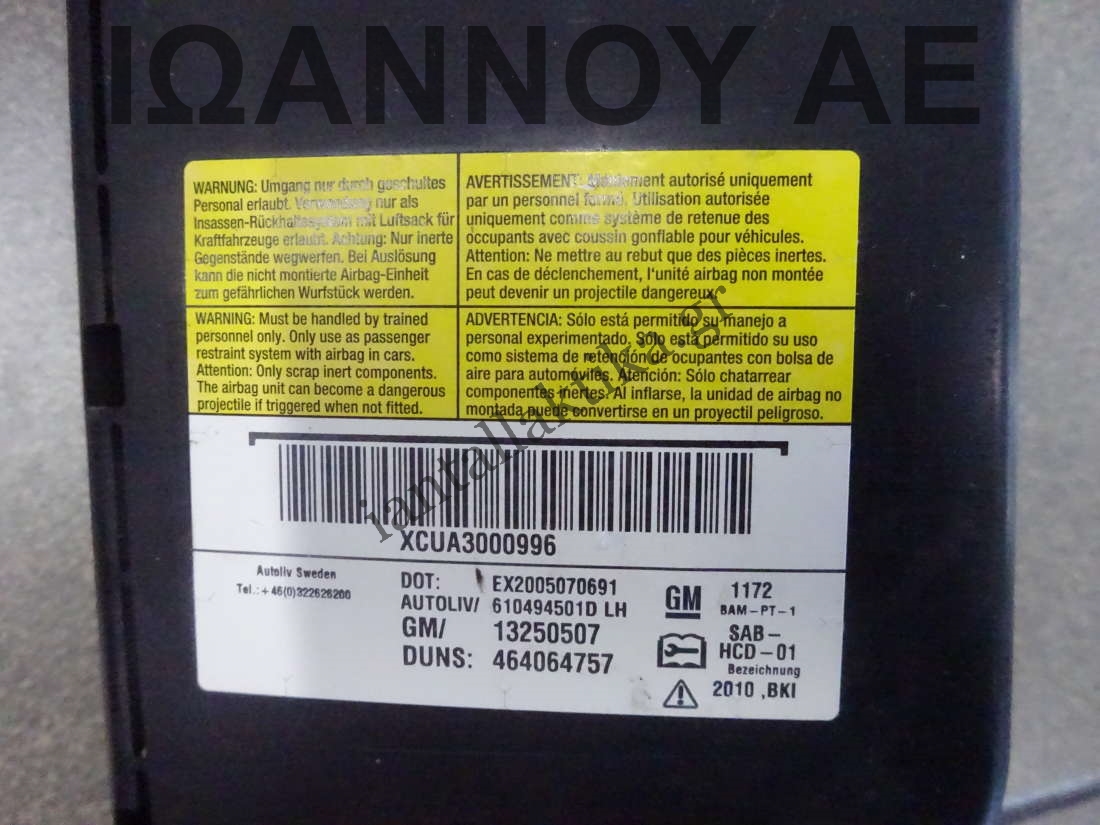 ΙΩΑΝΝΟΥ ΑΕ
WARNUNG: Umgang nur durch geschultes
Personal erlaubt. Verwendung nur als
Insassen-Rückhaltesystem mit Luftsack für
Kraftfahrzeuge erlaubt. Achtung: Nur inerte
Gegenstände wegwerfen. Bei Auslösung
kann die nicht montierte Airbag-Einheit
zum gefährlichen Wurfstück werden.
AVERTISSEMENT: Maniement autorisé uniquement
par un personnel formé. Utilisation autorisée
uniquement comme système de retenue des
occupants avec coussin gonflable pour véhicules.
Attention: Ne mettre au rebut que des pièces inertes.
En cas de déclenchement, l'unité airbag non montée
peut devenir un projectile dangereux.
WARNING: Must be handled by trained
personnel only. Only use as passenger
restraint system with airbag in cars.
Attention: Only scrap inert components.
The airbag unit can become a dangerous
projectile if triggered when not fitted.
ADVERTENCIA: Sólo está permitido su manejo a
personal experimentado. Sólo está permitido su uso
como sistema de retención de ocupantes con bolsa de
aire para automóviles. Atención: Sólo chatarrear
componentes inertes. Al inflarse, la unidad de airbag no
montada puede convertirse en un proyectil peligroso.
iantallaktika.gr
XCUA3000996
Autoliv Sweden
Tel.:+46(0)322626200
DOT: EX2005070691
AUTOLIV/ 610494501D LH
GM/ 13250507
DUNS: 464064757
GM 1172
BAM-PT-1
SAB-
HCD-01
Bezeichnung
2010 ,BKI